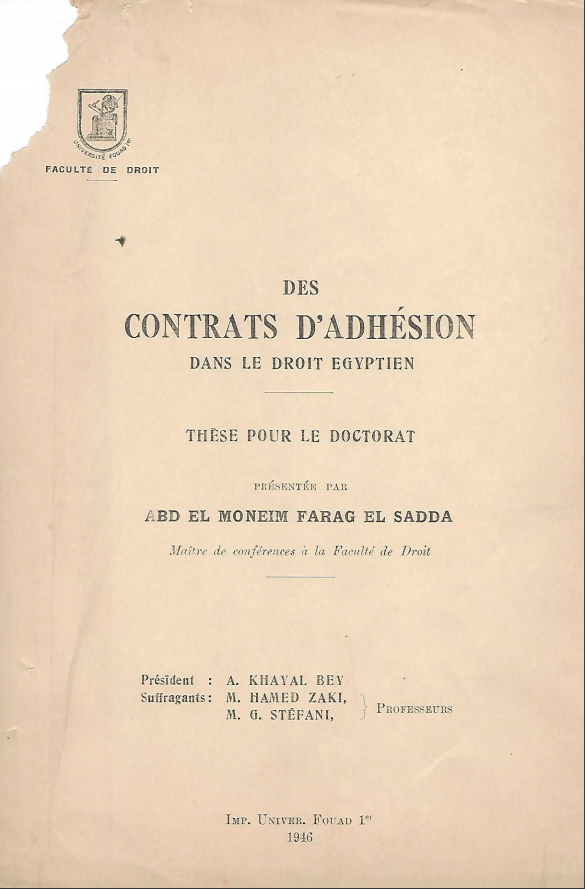 UNIVERSITÉ FOUAD 1er
FACULTÉ DE DROIT
DES
CONTRATS D'ADHÉSION
DANS LE DROIT EGYPTIEN
THÈSE POUR LE DOCTORAT
PRÉSENTÉE PAR
ABD EL MONEIM FARAG EL SADDA
Maître de conférences à la Faculté de Droit
Président : A. KHAYAL BEY
Suffragants : M. HAMED ZAKI,
M. G. STÉFANI,
PROFESSEURS
IMP. UNIVER. FOUAD 1er
1946